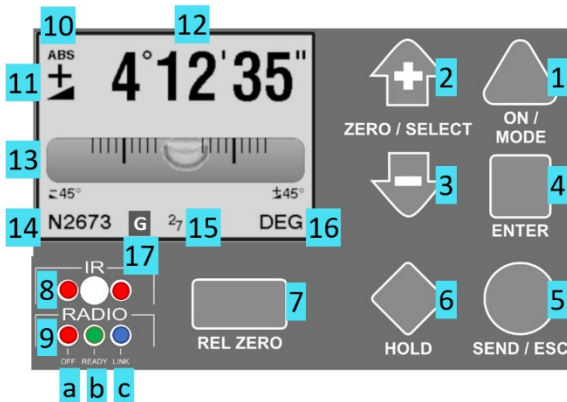 10
12
ABS
11
+
4°12'35"
2
1
ZERO / SELECT
ON /
MODE
13
3
4
-45° ±45°
14 N2673 G 27 15 DEG 16
ENTER
17
IR
8
7
6
5
RADIO
9
REL ZERO
HOLD
SEND / ESC
OFF READY LINK
a b c